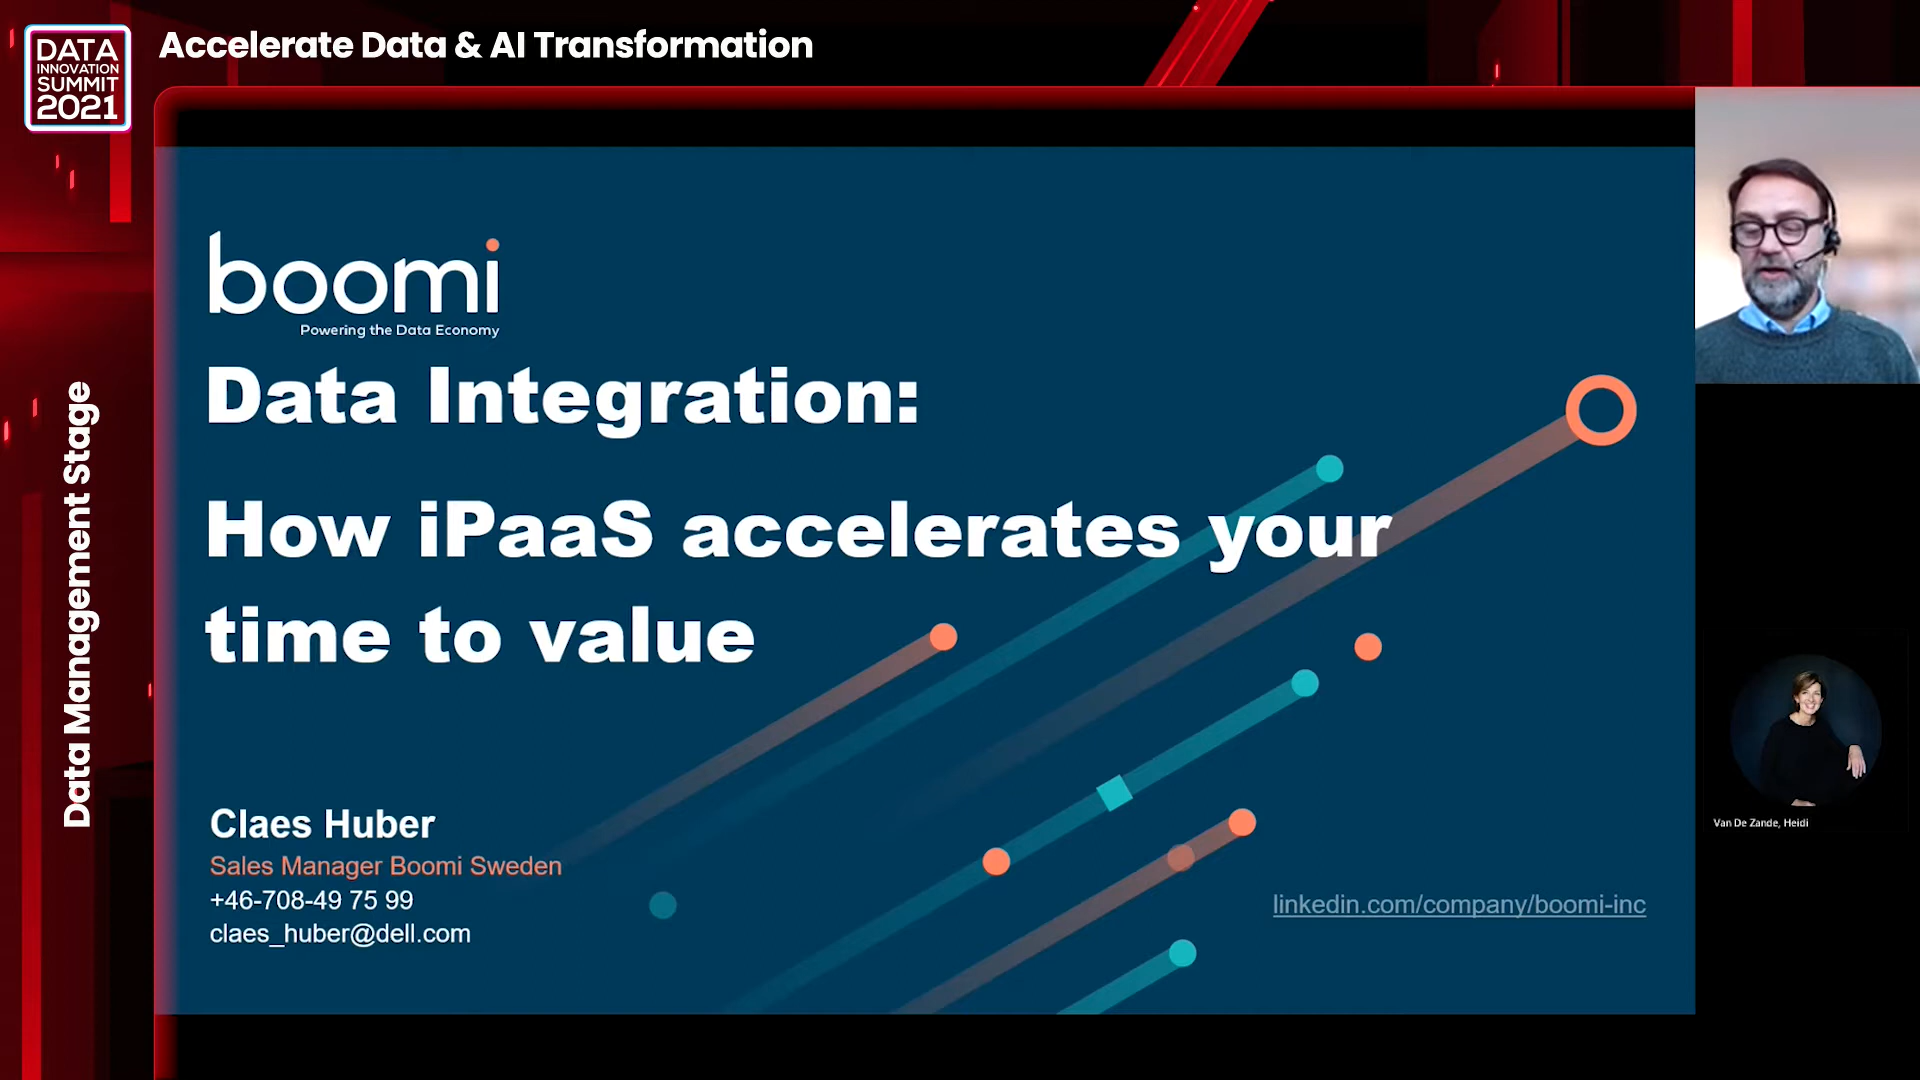 DATA
INNOVATION
SUMMIT
2021
Accelerate Data & AI Transformation
Data Management Stage
boomi
Powering the Data Economy
Data Integration:
How iPaaS accelerates your
time to value
Claes Huber
Sales Manager Boomi Sweden
+46-708-49 75 99
claes_huber@dell.com
linkedin.com/company/boomi-inc
Van De Zande, Heidi